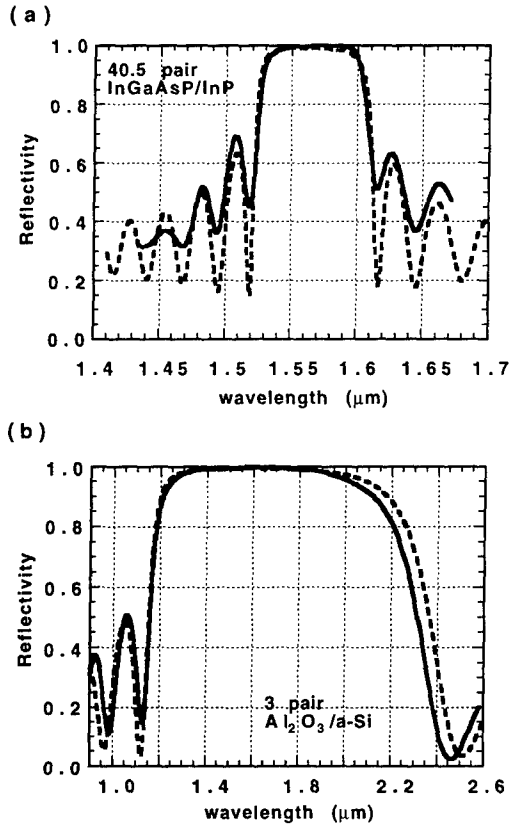 (a)
1.0
40.5 pair
InGaAsP/InP
0.8
0.6
0.4
0.2
0.0
Reflectivity
1.4 1.45 1.5 1.55 1.6 1.65 1.7
wavelength (μm)
(b)
1.0
0.8
0.6
0.4
0.2
0.0
Reflectivity
3 pair
Al2O3/a-Si
1.0 1.4 1.8 2.2 2.6
wavelength (μm)